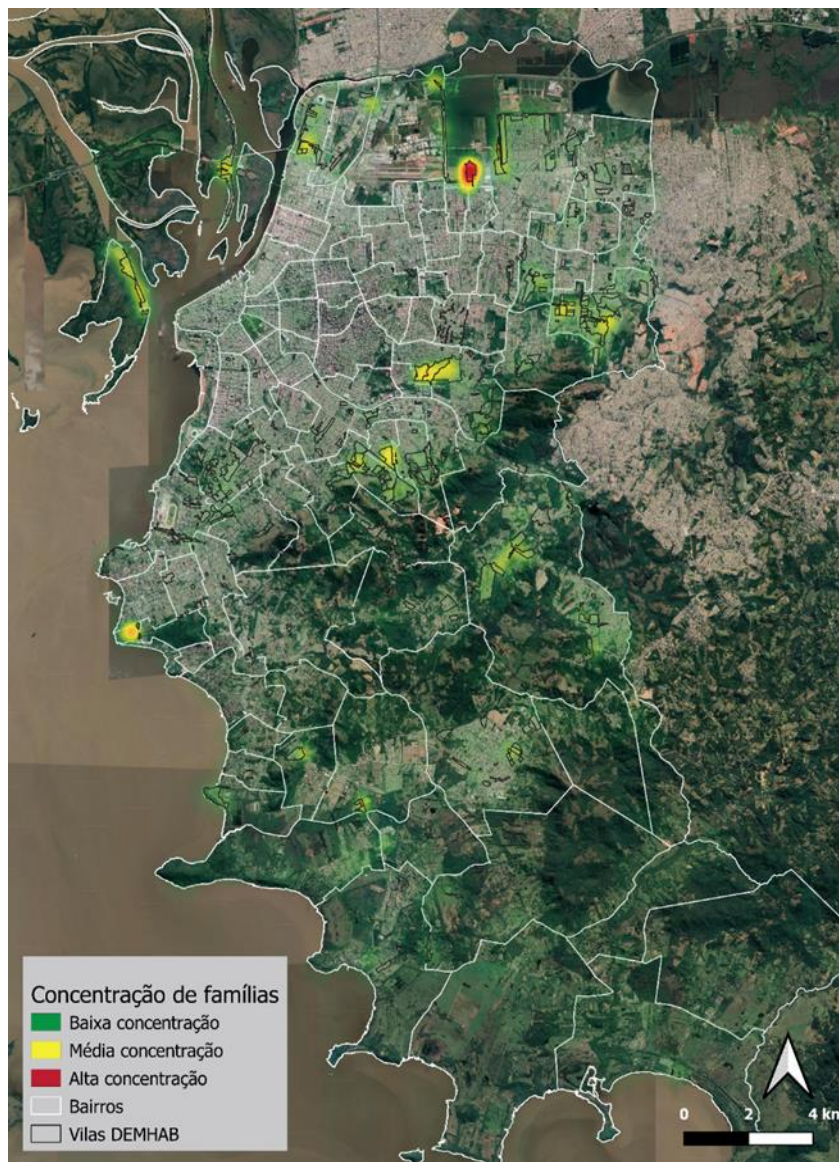 Concentração de famílias
Baixa concentração
Média concentração
Alta concentração
Bairros
Vilas DEMHAB
0 2 4 km